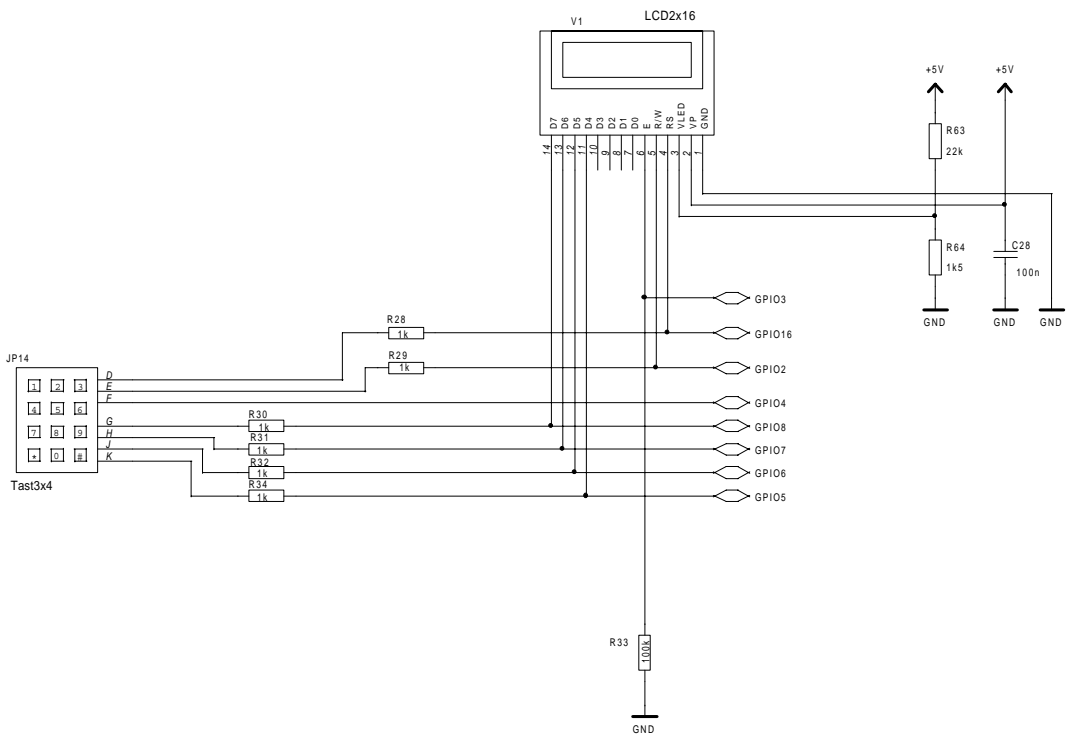 LCD2x16
V1
D7 D6 D5 D4 D3 D2 D1 D0 E R/W RS VLED VP GND
14 13 12 11 10 9 8 7 6 5 4 3 2 1
+5V +5V
R63
22k
R64
1k5
C28
100n
GND GND GND
GPIO3
R28
1k
GPIO16
R29
1k
GPIO2
JP14
D
E
F
G
H
J
K
1 2 3
4 5 6
7 8 9
* 0 #
Tast3x4
GPIO4
R30
1k
GPIO8
R31
1k
GPIO7
R32
1k
GPIO6
R34
1k
GPIO5
R33
100k
GND